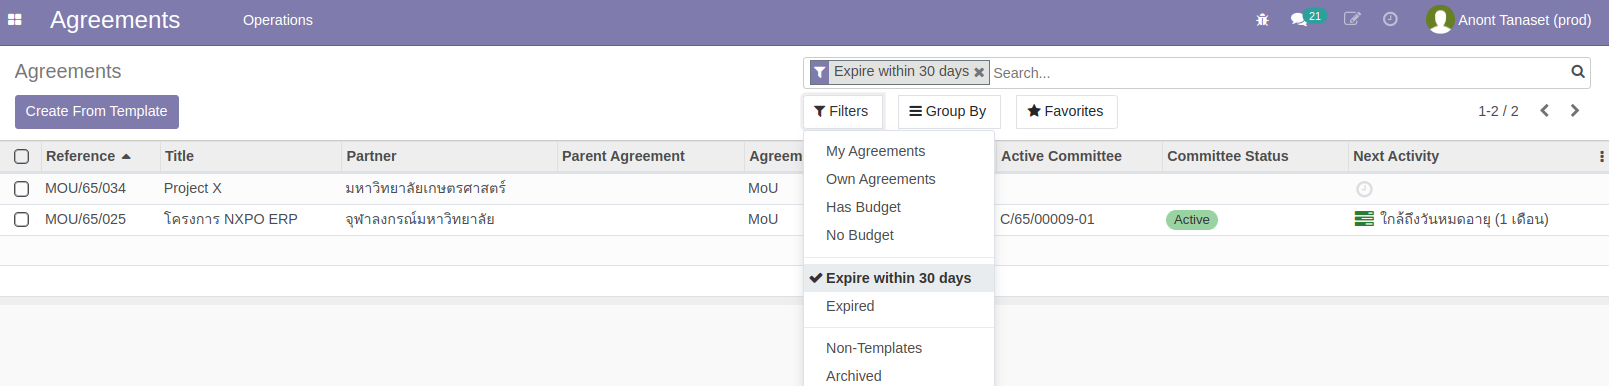 Agreements Operations 21 Anont Tanaset (prod)
Agreements Expire within 30 days Search...
Create From Template Filters Group By Favorites 1-2 / 2
Reference Title Partner Parent Agreement Agreem Active Committee Committee Status Next Activity
MOU/65/034 Project X มหาวิทยาลัยเกษตรศาสตร์ MoU
MOU/65/025 โครงการ NXPO ERP จุฬาลงกรณ์มหาวิทยาลัย MoU C/65/00009-01 Active ใกล้ถึงวันหมดอายุ (1 เดือน)
My Agreements
Own Agreements
Has Budget
No Budget
Expire within 30 days
Expired
Non-Templates
Archived